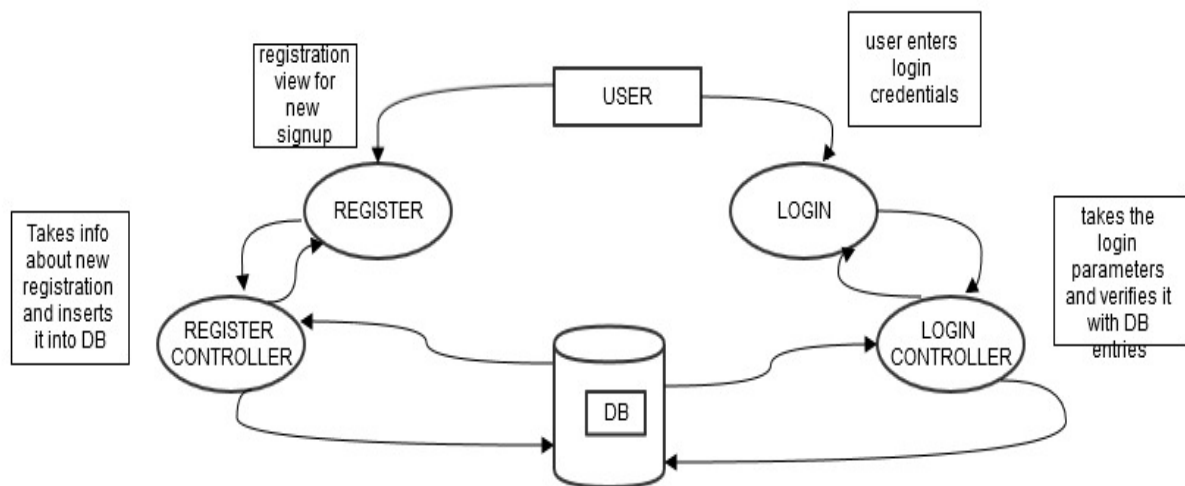 registration
view for
new
signup
USER
user enters
login
credentials
REGISTER
LOGIN
Takes info
about new
registration
and inserts
it into DB
takes the
login
parameters
and verifies it
with DB
entries
REGISTER
CONTROLLER
LOGIN
CONTROLLER
DB